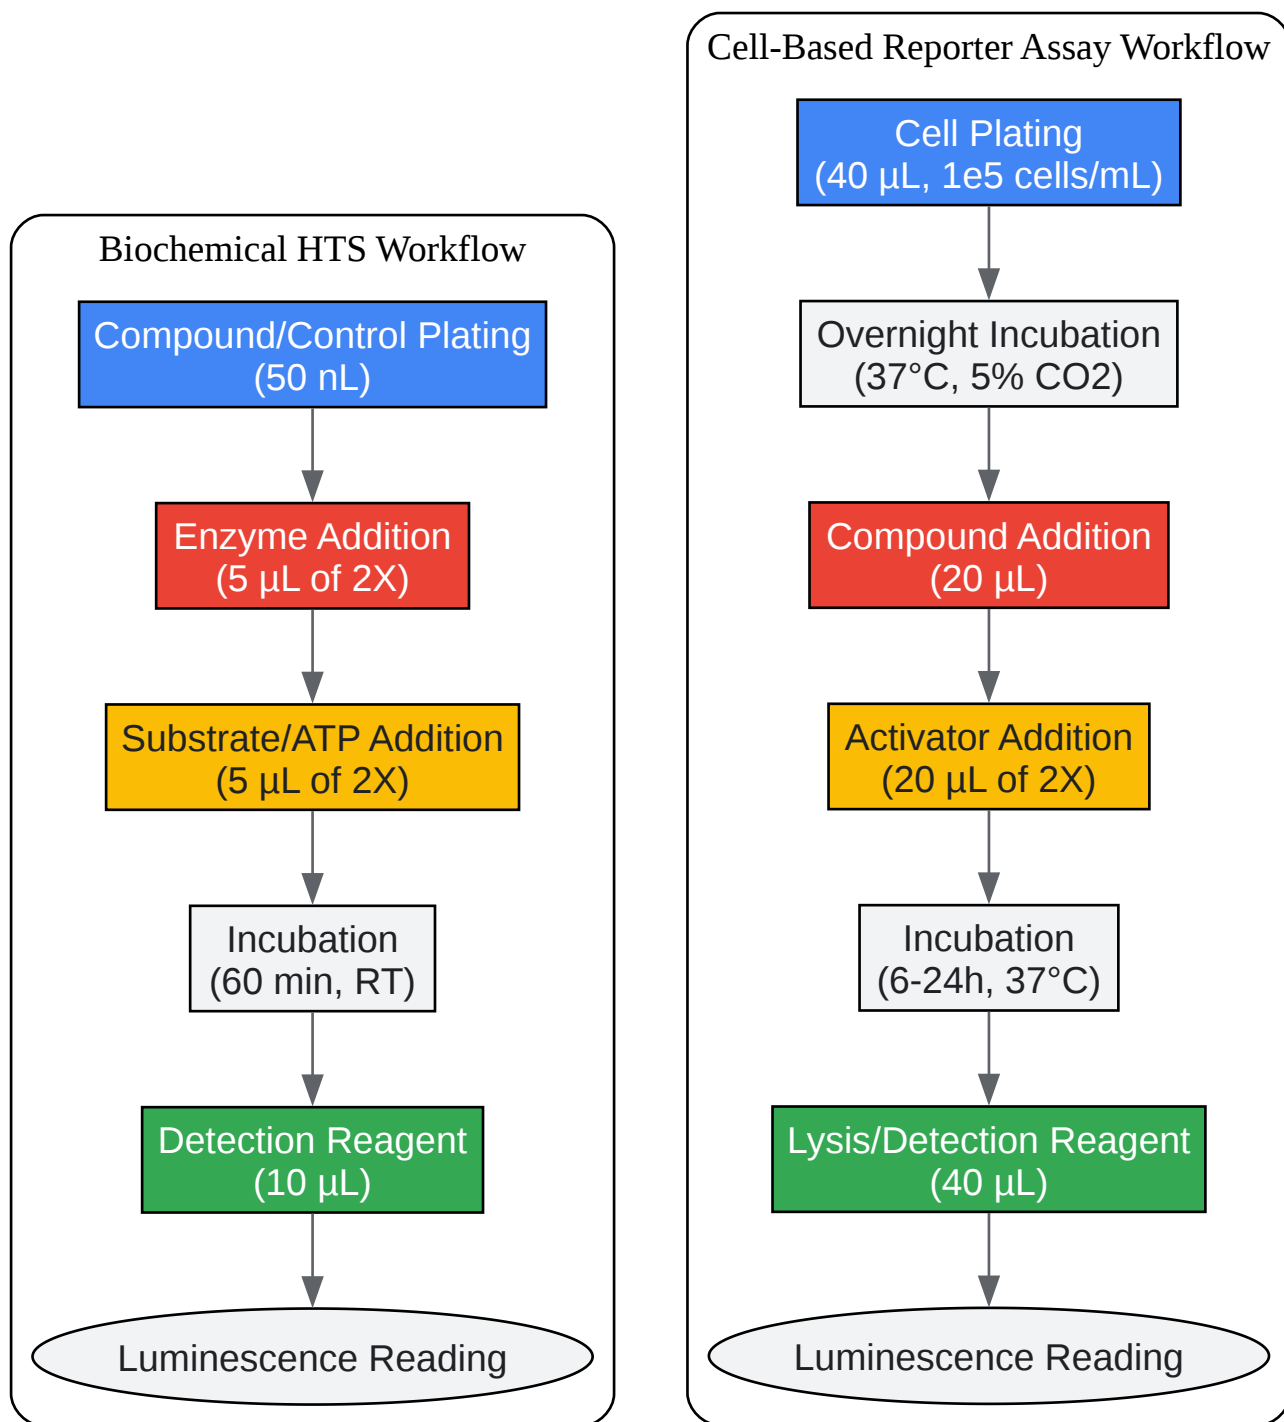 Biochemical HTS Workflow
Compound/Control Plating
(50 nL)
Enzyme Addition
(5 µL of 2X)
Substrate/ATP Addition
(5 µL of 2X)
Incubation
(60 min, RT)
Detection Reagent
(10 µL)
Luminescence Reading
Cell-Based Reporter Assay Workflow
Cell Plating
(40 µL, 1e5 cells/mL)
Overnight Incubation
(37°C, 5% CO2)
Compound Addition
(20 µL)
Activator Addition
(20 µL of 2X)
Incubation
(6-24h, 37°C)
Lysis/Detection Reagent
(40 µL)
Luminescence Reading